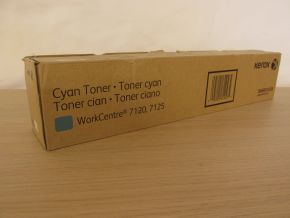 Cyan Toner • Toner cyan
Toner cian • Toner ciano
WorkCentre® 7120, 7125
xerox